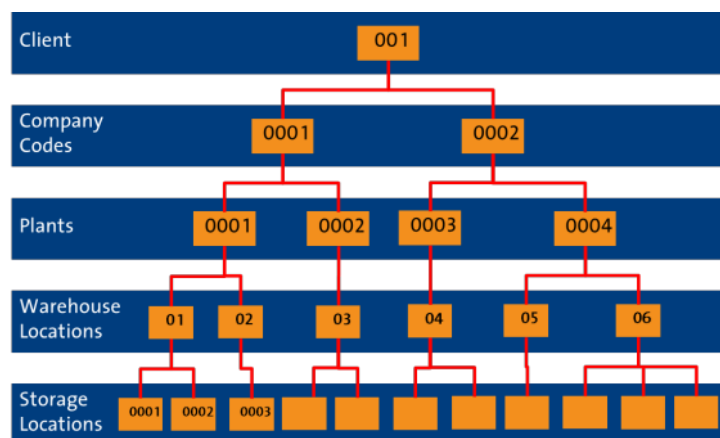 Client
001
Company
Codes
0001
0002
Plants
0001
0002
0003
0004
Warehouse
Locations
01
02
03
04
05
06
Storage
Locations
0001
0002
0003